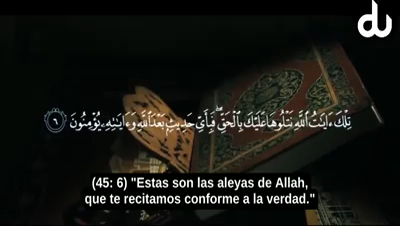 du
تِلْكَ ءَايَٰتُ ٱللَّهِ نَتْلُوهَا عَلَيْكَ بِٱلْحَقِّ ۖ فَبِأَىِّ حَدِيثٍۭ بَعْدَ ٱللَّهِ وَءَايَٰتِهِۦ يُؤْمِنُونَ ٦
(45: 6) "Estas son las aleyas de Allah,
que te recitamos conforme a la verdad."